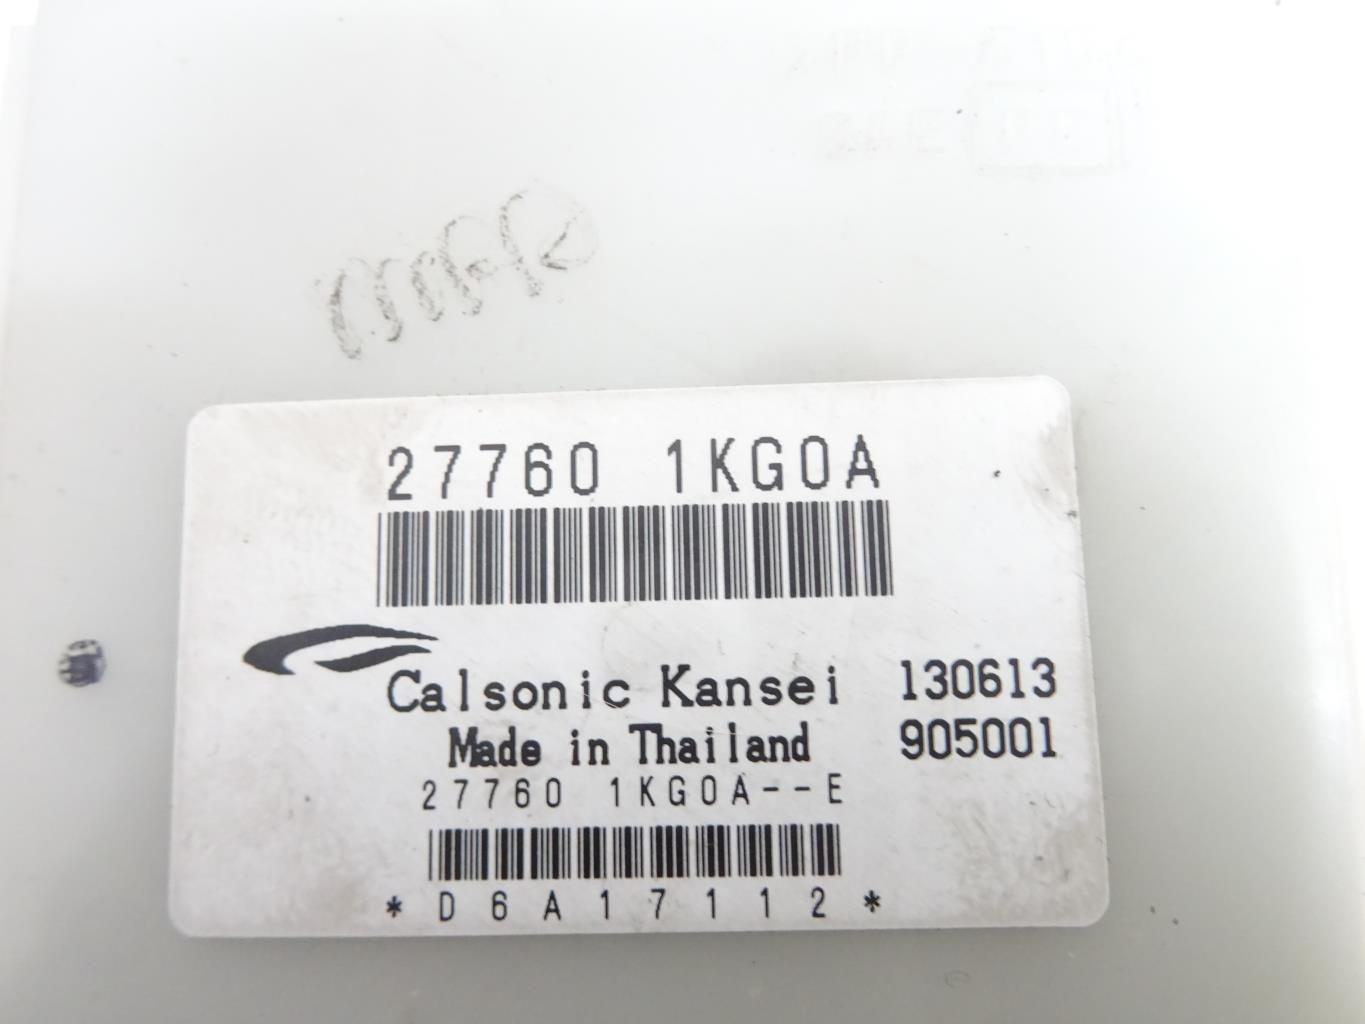 27760 1KG0A
Calsonic Kansei 130613
Made in Thailand 905001
27760 1KG0A--E
*D6A17112*